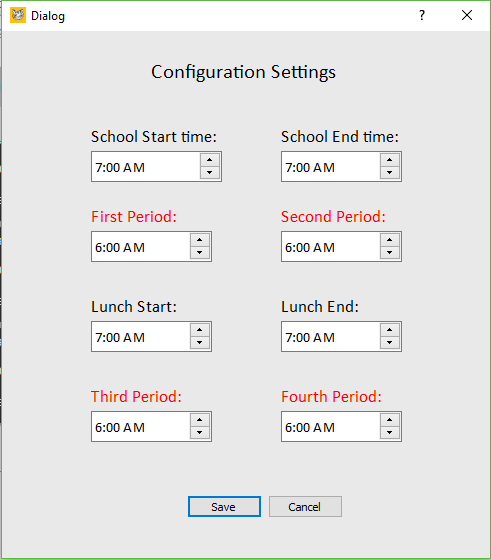 Dialog ?
Configuration Settings
School Start time: School End time:
7:00 AM 7:00 AM
First Period: Second Period:
6:00 AM 6:00 AM
Lunch Start: Lunch End:
7:00 AM 7:00 AM
Third Period: Fourth Period:
6:00 AM 6:00 AM
Save Cancel